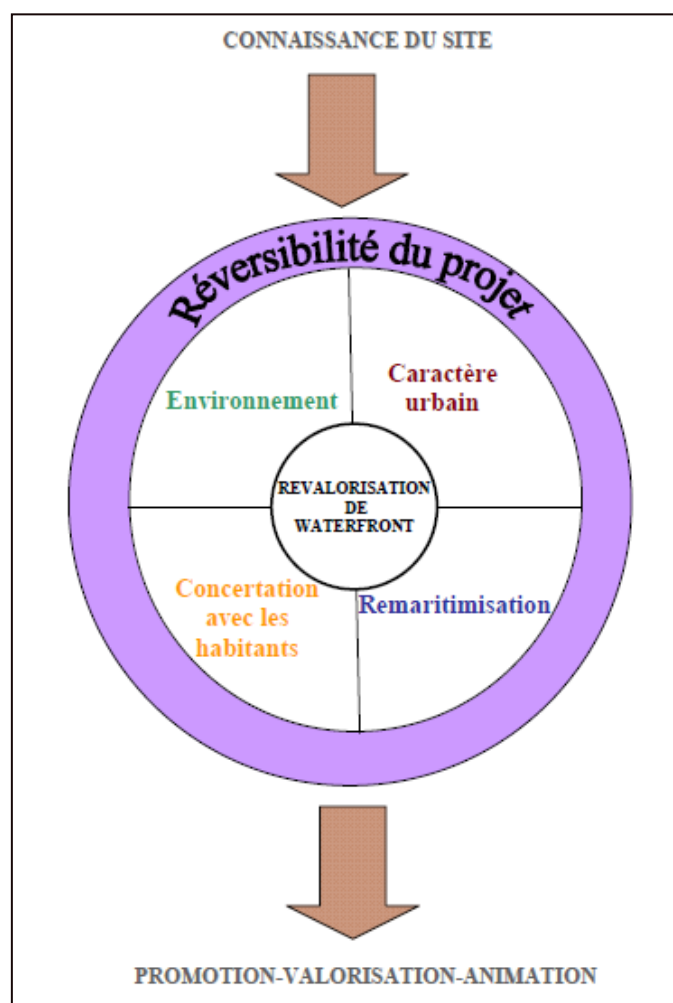 CONNAISSANCE DU SITE
Réversibilité du projet
Environnement
Caractère
urbain
REVALORISATION
DE
WATERFRONT
Concertation
avec les
habitants
Remaritimisation
PROMOTION-VALORISATION-ANIMATION